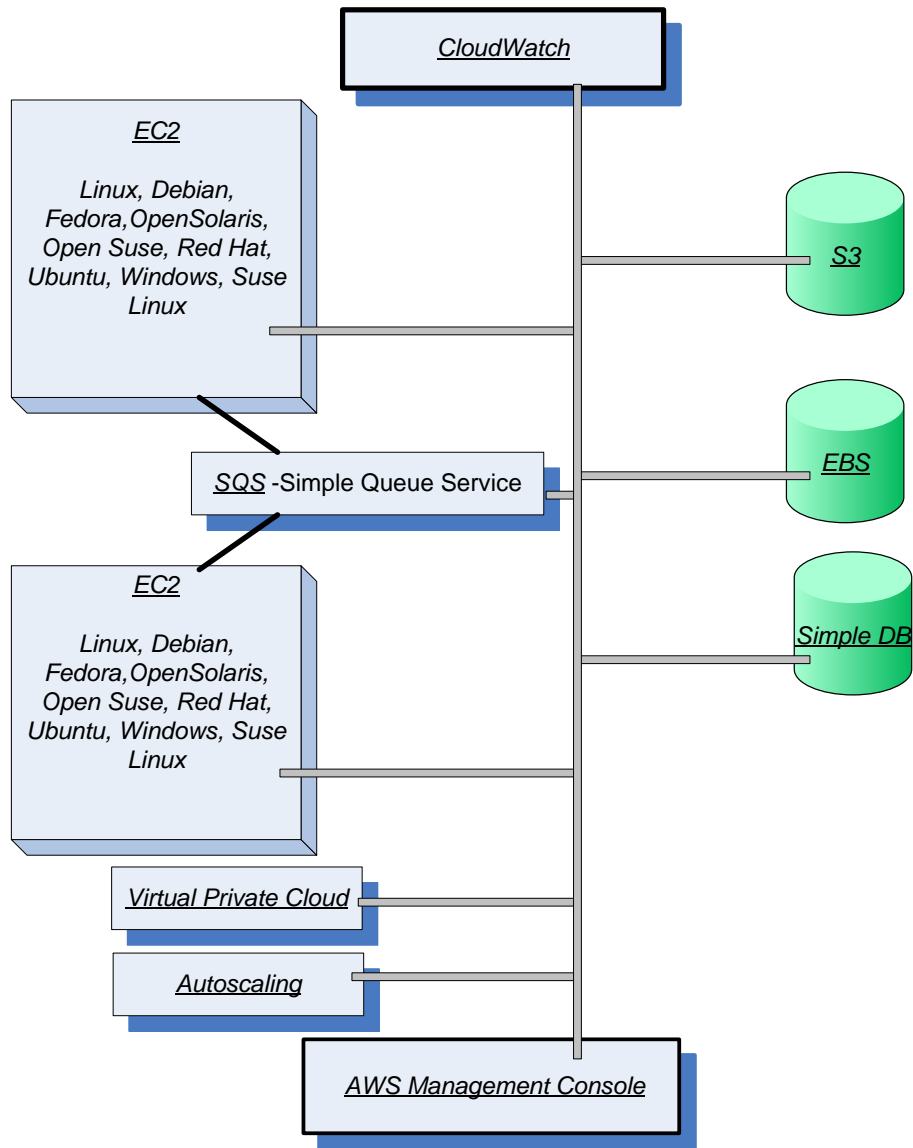 CloudWatch
EC2
Linux, Debian,
Fedora,OpenSolaris,
Open Suse, Red Hat,
Ubuntu, Windows, Suse
Linux
S3
SQS -Simple Queue Service
EBS
EC2
Linux, Debian,
Fedora,OpenSolaris,
Open Suse, Red Hat,
Ubuntu, Windows, Suse
Linux
Simple DB
Virtual Private Cloud
Autoscaling
AWS Management Console